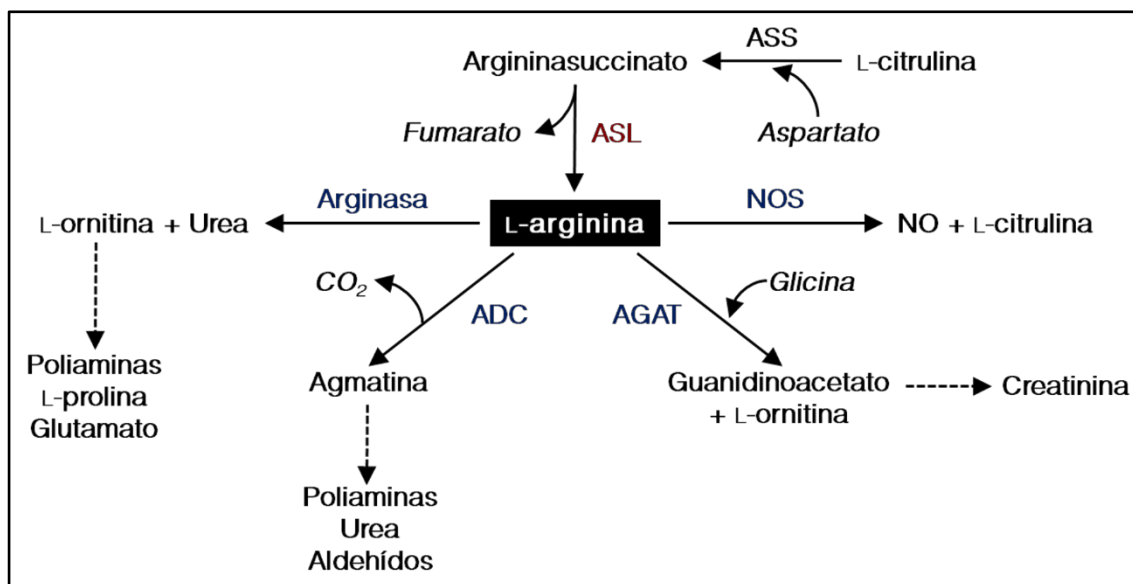 ASS
Argininasuccinato
L-citrulina
Fumarato
ASL
Aspartato
Arginasa
NOS
L-ornitina + Urea
L-arginina
NO + L-citrulina
CO2
Glicina
ADC
AGAT
Poliaminas
L-prolina
Glutamato
Agmatina
Guanidinoacetato
+ L-ornitina
Creatinina
Poliaminas
Urea
Aldehídos